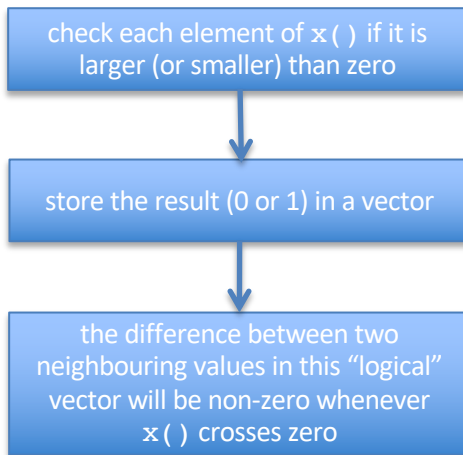 check each element of x() if it is
larger (or smaller) than zero
store the result (0 or 1) in a vector
the difference between two
neighbouring values in this “logical”
vector will be non-zero whenever
x() crosses zero